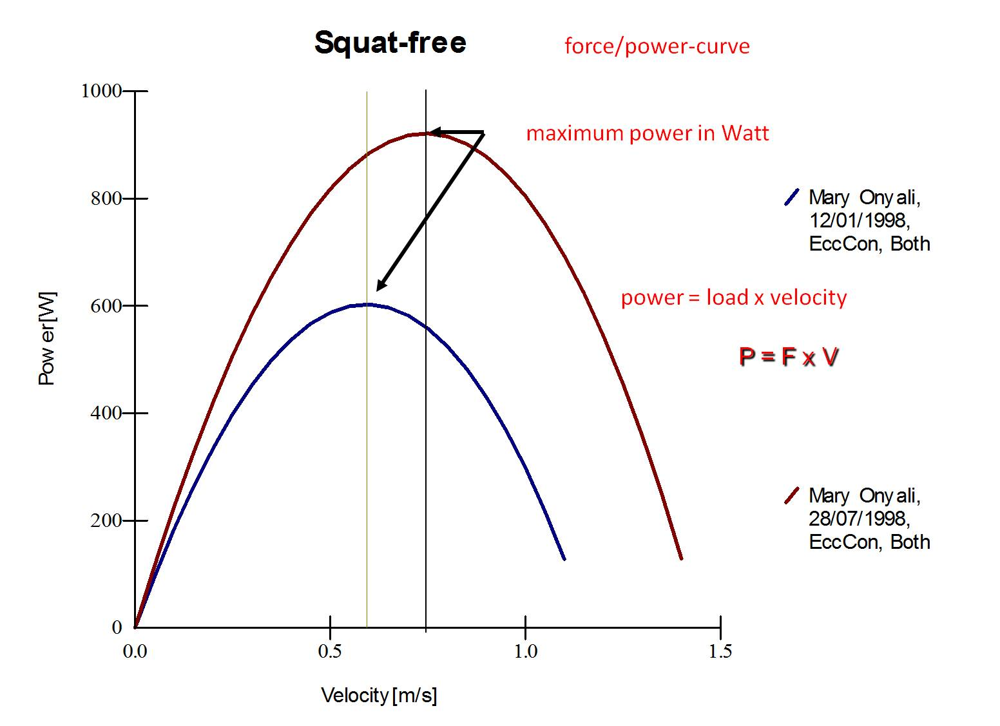 Squat-free
force/power-curve
1000
maximum power in Watt
800
Mary Onyali,
12/01/1998,
EccCon, Both
power = load x velocity
600
Power[W]
P = F x V
400
Mary Onyali,
28/07/1998,
EccCon, Both
200
0
0.0 0.5 1.0 1.5
Velocity[m/s]